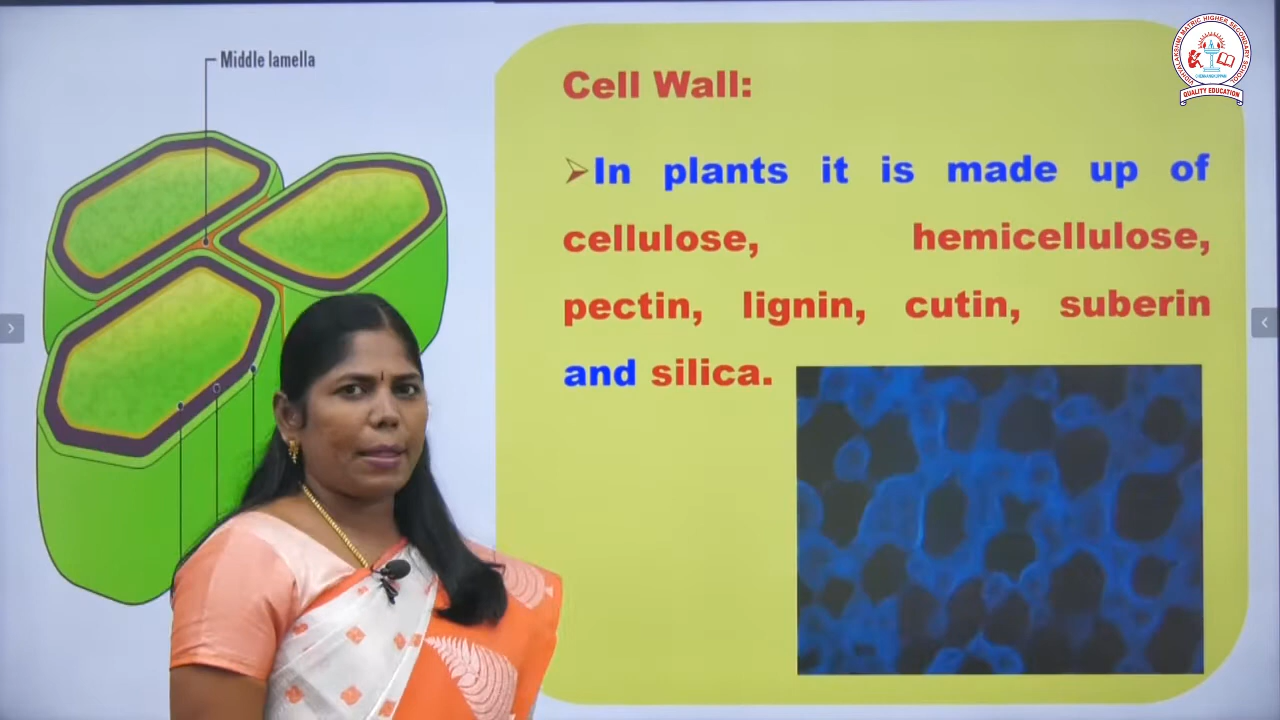 Middle lamella
Cell Wall:
In plants it is made up of
cellulose, hemicellulose,
pectin, lignin, cutin, suberin
and silica.
QUALITY EDUCATION